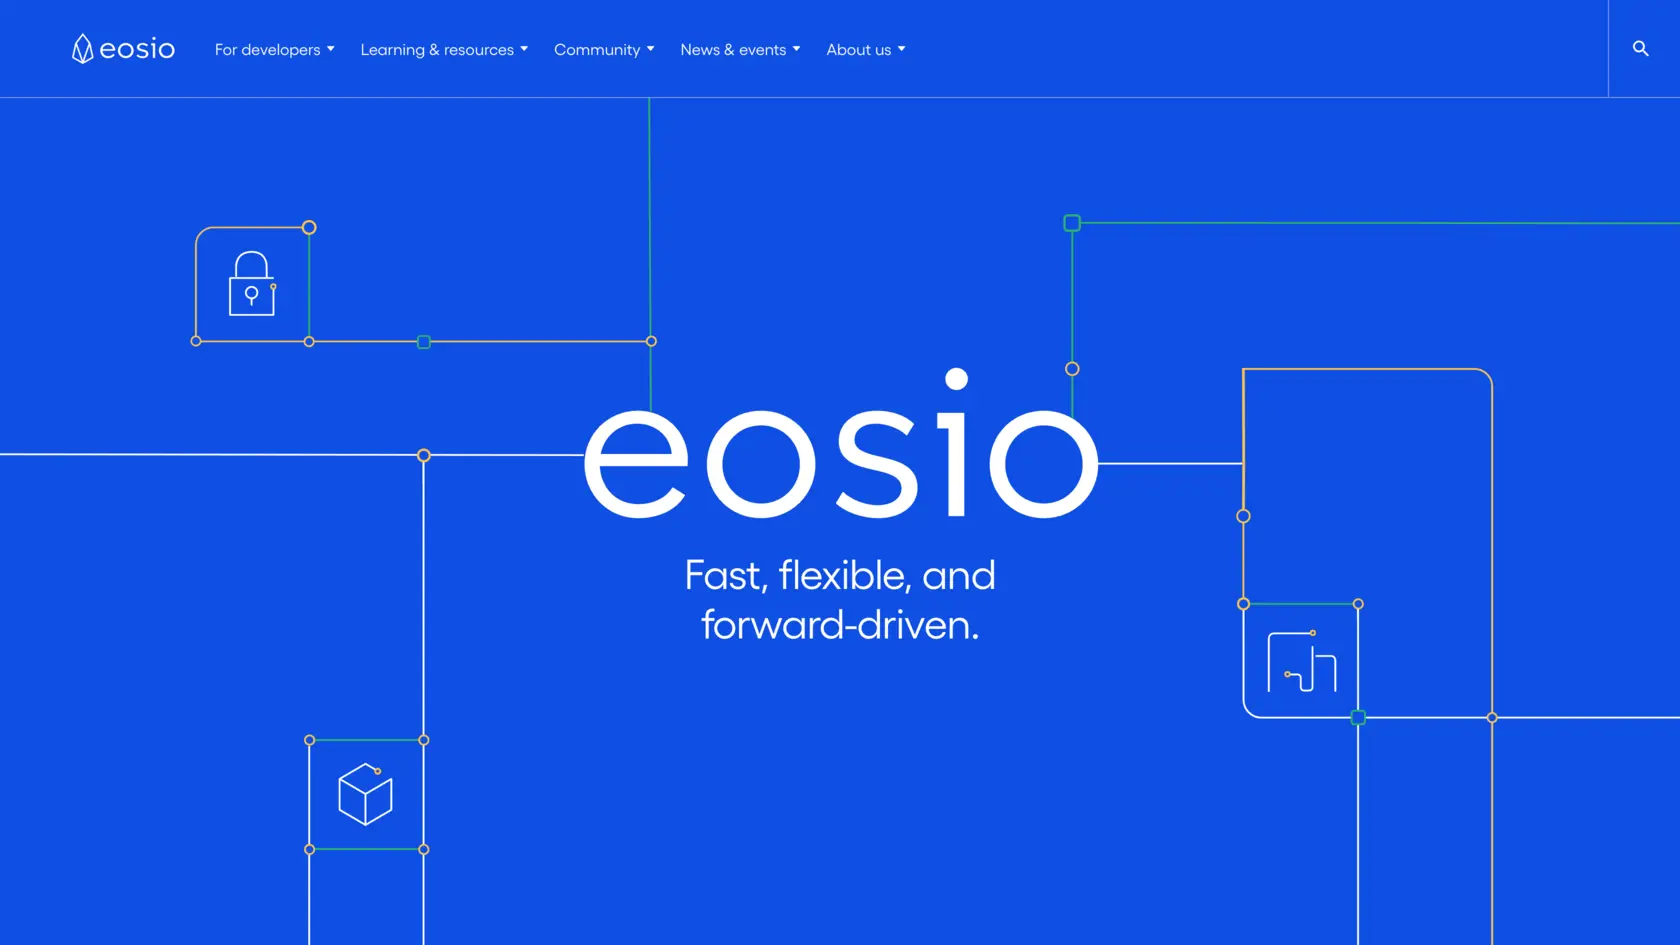 eosio
For developers
Learning & resources
Community
News & events
About us
eosio
Fast, flexible, and
forward-driven.